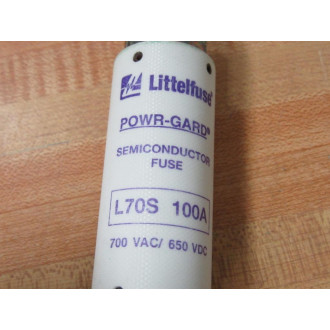 Littelfuse®
POWR-GARD®
SEMICONDUCTOR
FUSE
L70S 100A
700 VAC/ 650 VDC